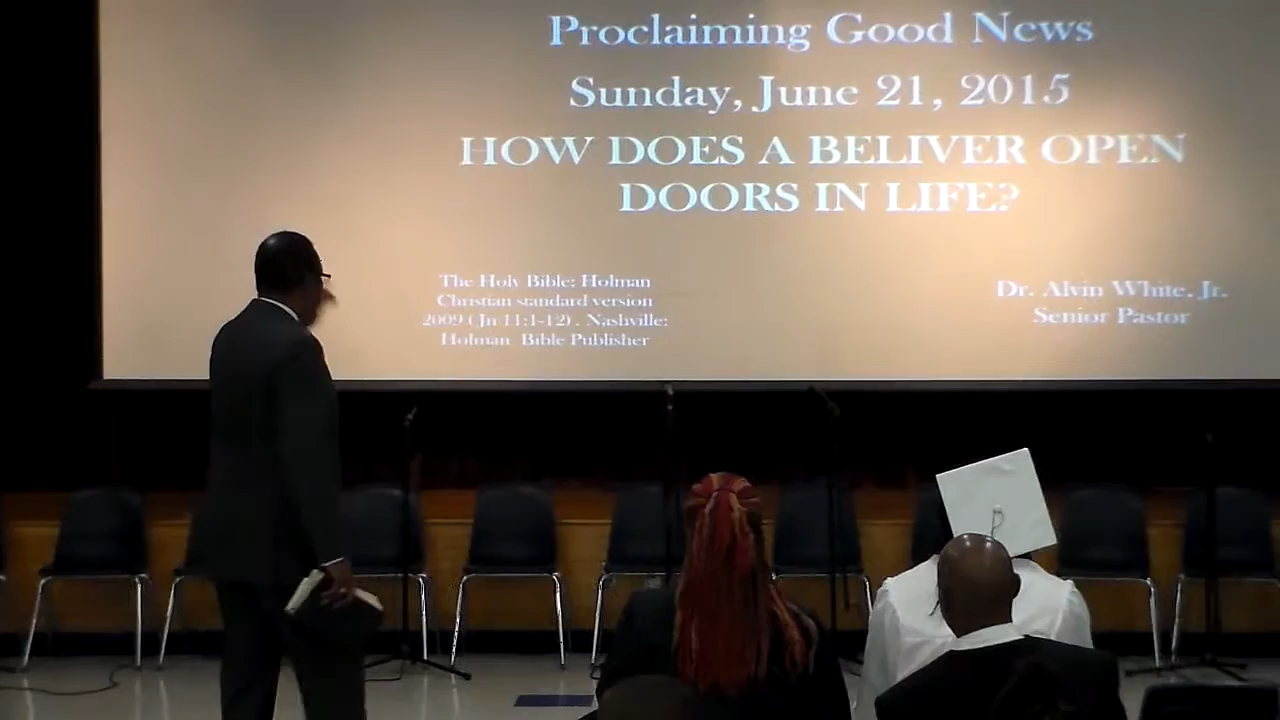 Proclaiming Good News
Sunday, June 21, 2015
HOW DOES A BELIVER OPEN
DOORS IN LIFE?
The Holy Bible: Holman
Christian standard version
2009 (Jn 11:1-12) . Nashville:
Holman Bible Publisher
Dr. Alvin White, Jr.
Senior Pastor